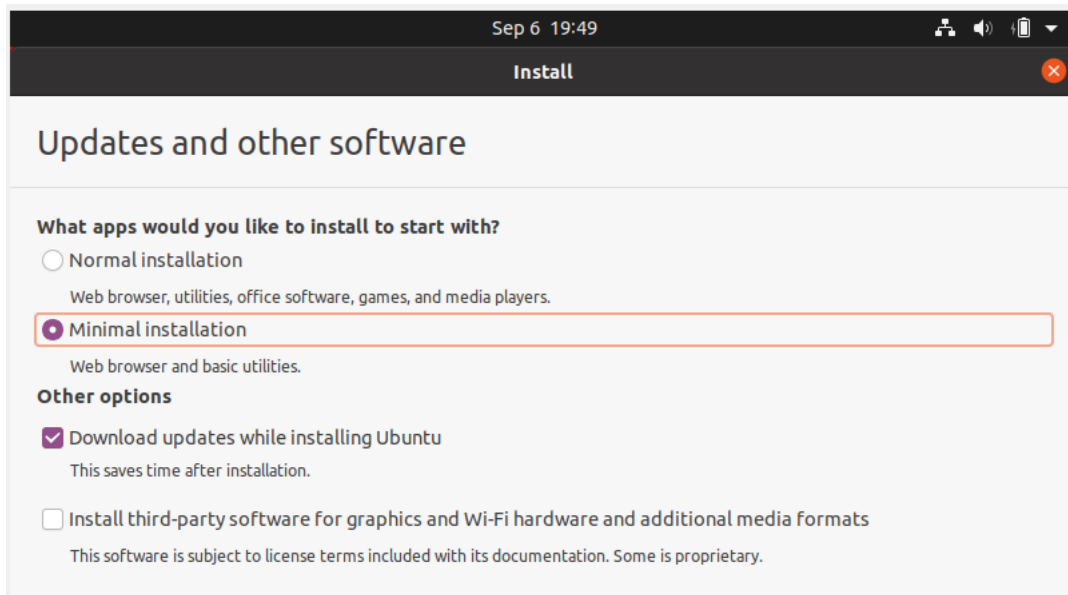 Sep 6 19:49
Install
Updates and other software
What apps would you like to install to start with?
Normal installation
Web browser, utilities, office software, games, and media players.
Minimal installation
Web browser and basic utilities.
Other options
Download updates while installing Ubuntu
This saves time after installation.
Install third-party software for graphics and Wi-Fi hardware and additional media formats
This software is subject to license terms included with its documentation. Some is proprietary.